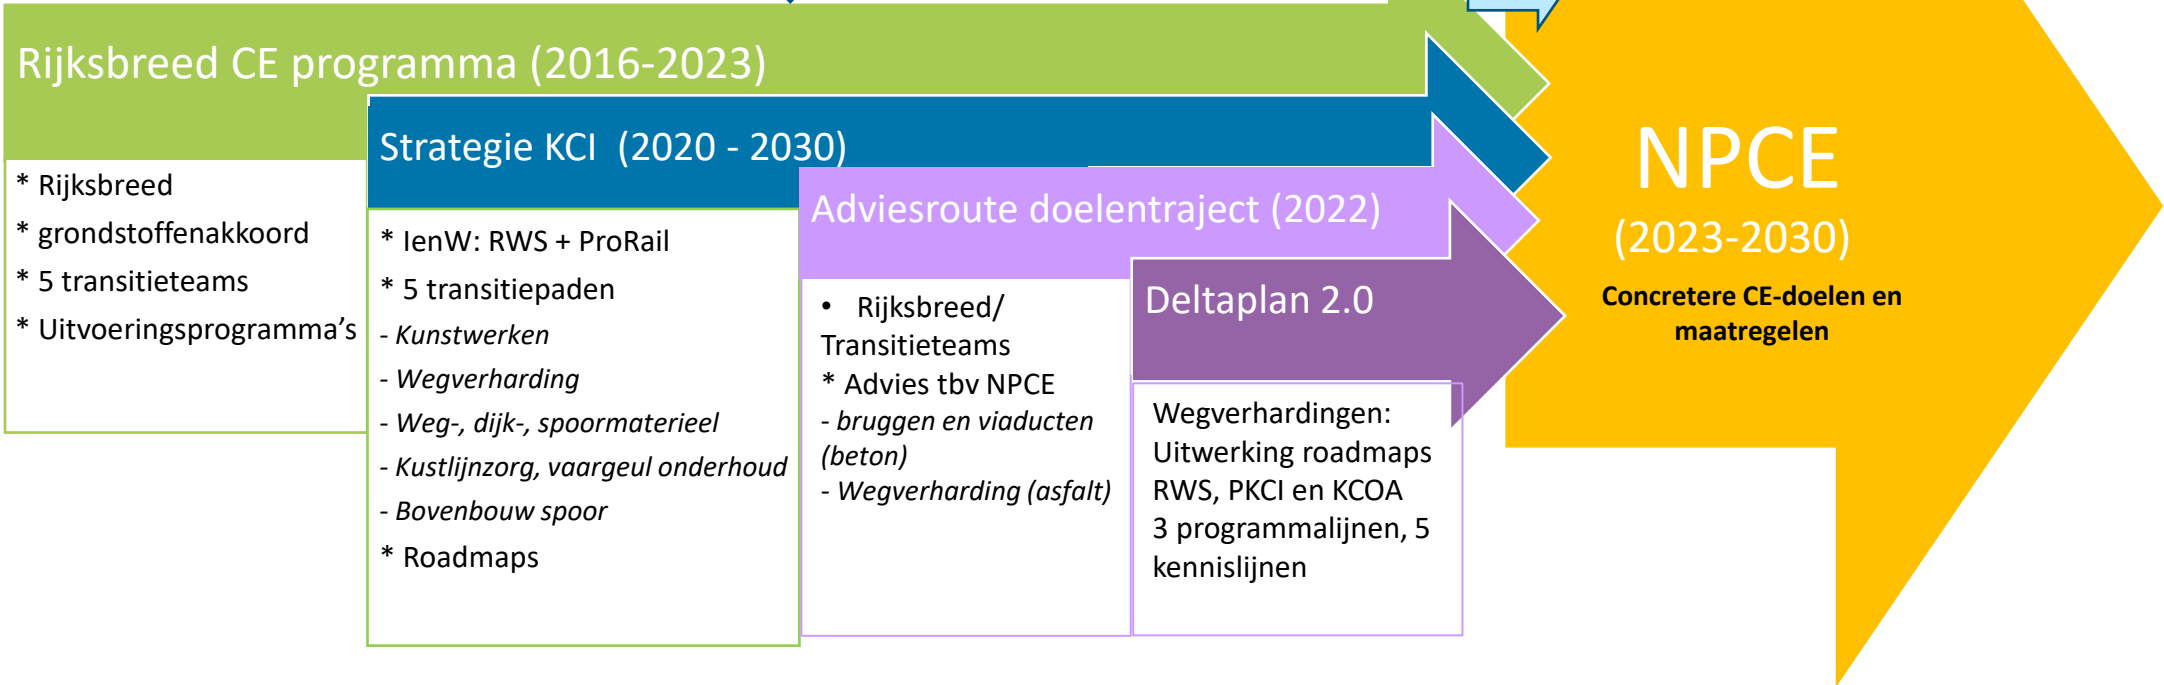 Rijksbreed CE programma (2016-2023)
* Rijksbreed
* grondstoffenakkoord
* 5 transitieteams
* Uitvoeringsprogramma’s
Strategie KCI  (2020 - 2030)
* IenW: RWS + ProRail
* 5 transitiepaden
- Kunstwerken
- Wegverharding
- Weg-, dijk-, spoormaterieel
- Kustlijnzorg, vaargeul onderhoud
- Bovenbouw spoor
* Roadmaps
Adviesroute doelentraject (2022)
• Rijksbreed/
Transitieteams
* Advies tbv NPCE
- bruggen en viaducten
(beton)
- Wegverharding (asfalt)
Deltaplan 2.0
Wegverhardingen:
Uitwerking roadmaps
RWS, PKCI en KCOA
3 programmalijnen, 5
kennislijnen
NPCE
(2023-2030)
Concretere CE-doelen en
maatregelen